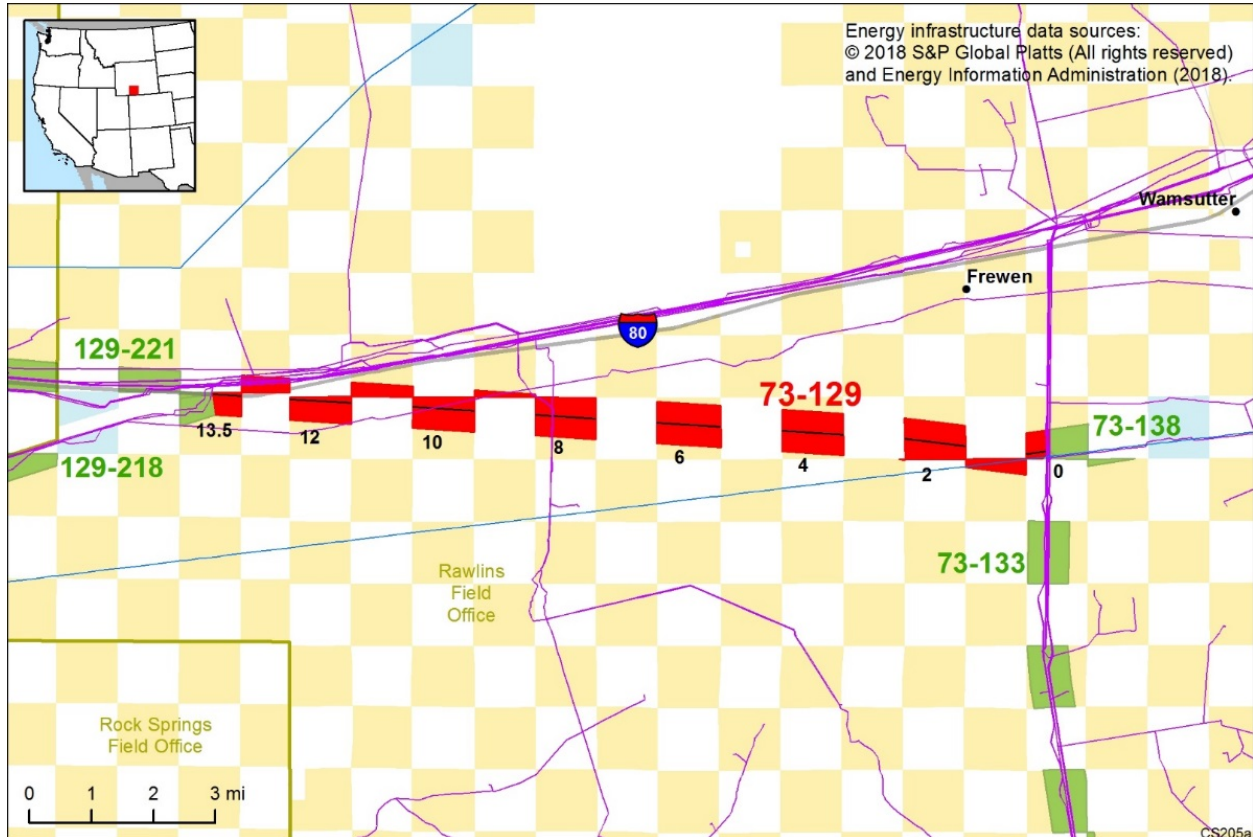 Energy infrastructure data sources:
© 2018 S&P Global Platts (All rights reserved)
and Energy Information Administration (2018).
Wamsutter
Frewen
80
129-221
73-129
13.5
12
10
8
6
4
2
0
73-138
129-218
73-133
Rawlins
Field
Office
Rock Springs
Field Office
0
1
2
3 mi
CS205a